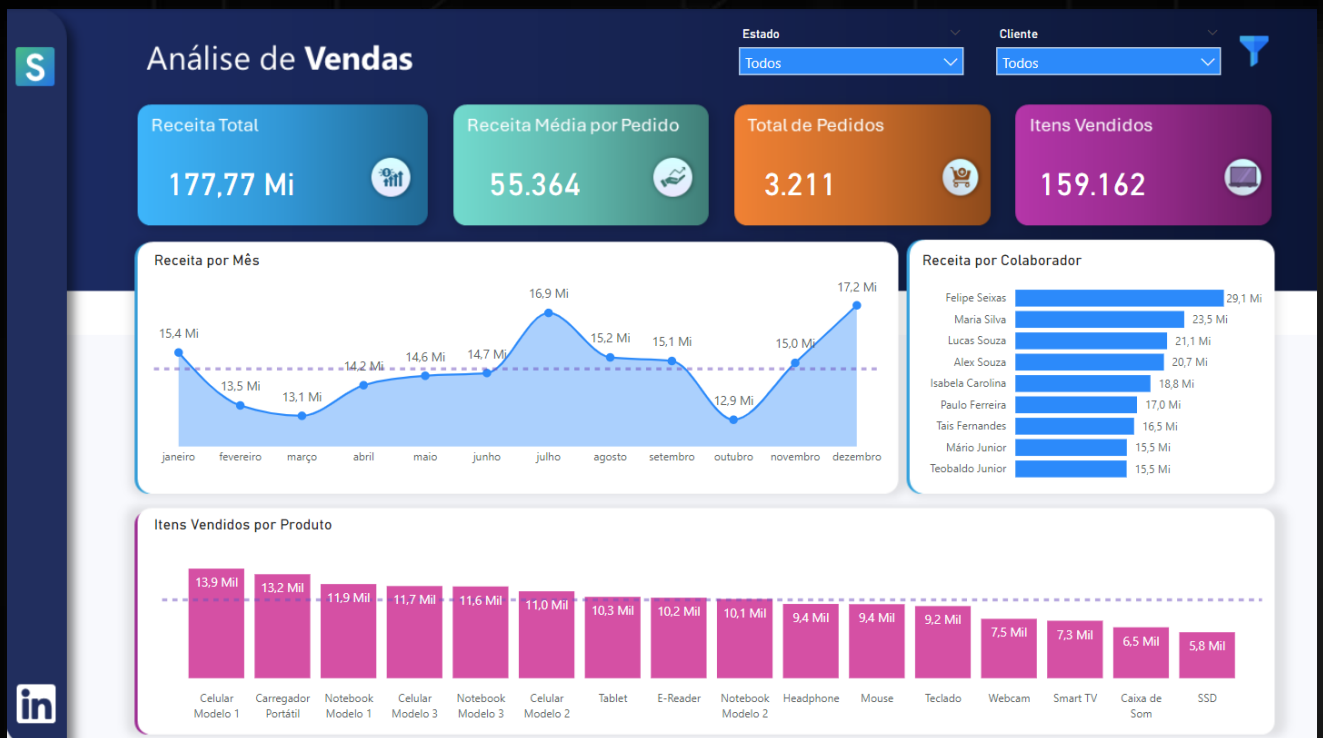 S
Análise de Vendas
Estado
Todos
Cliente
Todos
Receita Total
177,77 Mi
Receita Média por Pedido
55.364
Total de Pedidos
3.211
Itens Vendidos
159.162
Receita por Mês
15,4 Mi
13,5 Mi
13,1 Mi
14,2 Mi
14,6 Mi
14,7 Mi
16,9 Mi
15,2 Mi
15,1 Mi
12,9 Mi
15,0 Mi
17,2 Mi
janeiro
fevereiro
março
abril
maio
junho
julho
agosto
setembro
outubro
novembro
dezembro
Receita por Colaborador
Felipe Seixas 29,1 Mi
Maria Silva 23,5 Mi
Lucas Souza 21,1 Mi
Alex Souza 20,7 Mi
Isabela Carolina 18,8 Mi
Paulo Ferreira 17,0 Mi
Tais Fernandes 16,5 Mi
Mário Junior 15,5 Mi
Teobaldo Junior 15,5 Mi
Itens Vendidos por Produto
13,9 Mil
13,2 Mil
11,9 Mil
11,7 Mil
11,6 Mil
11,0 Mil
10,3 Mil
10,2 Mil
10,1 Mil
9,4 Mil
9,4 Mil
9,2 Mil
7,5 Mil
7,3 Mil
6,5 Mil
5,8 Mil
Celular
Modelo 1
Carregador
Portátil
Notebook
Modelo 1
Celular
Modelo 3
Notebook
Modelo 3
Celular
Modelo 2
Tablet
E-Reader
Notebook
Modelo 2
Headphone
Mouse
Teclado
Webcam
Smart TV
Caixa de
Som
SSD
in